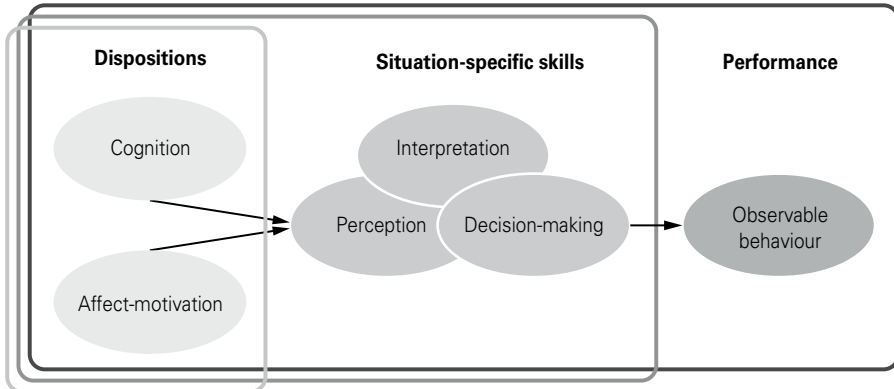 Dispositions
Situation-specific skills
Performance
Cognition
Interpretation
Perception
Decision-making
Observable
behaviour
Affect-motivation